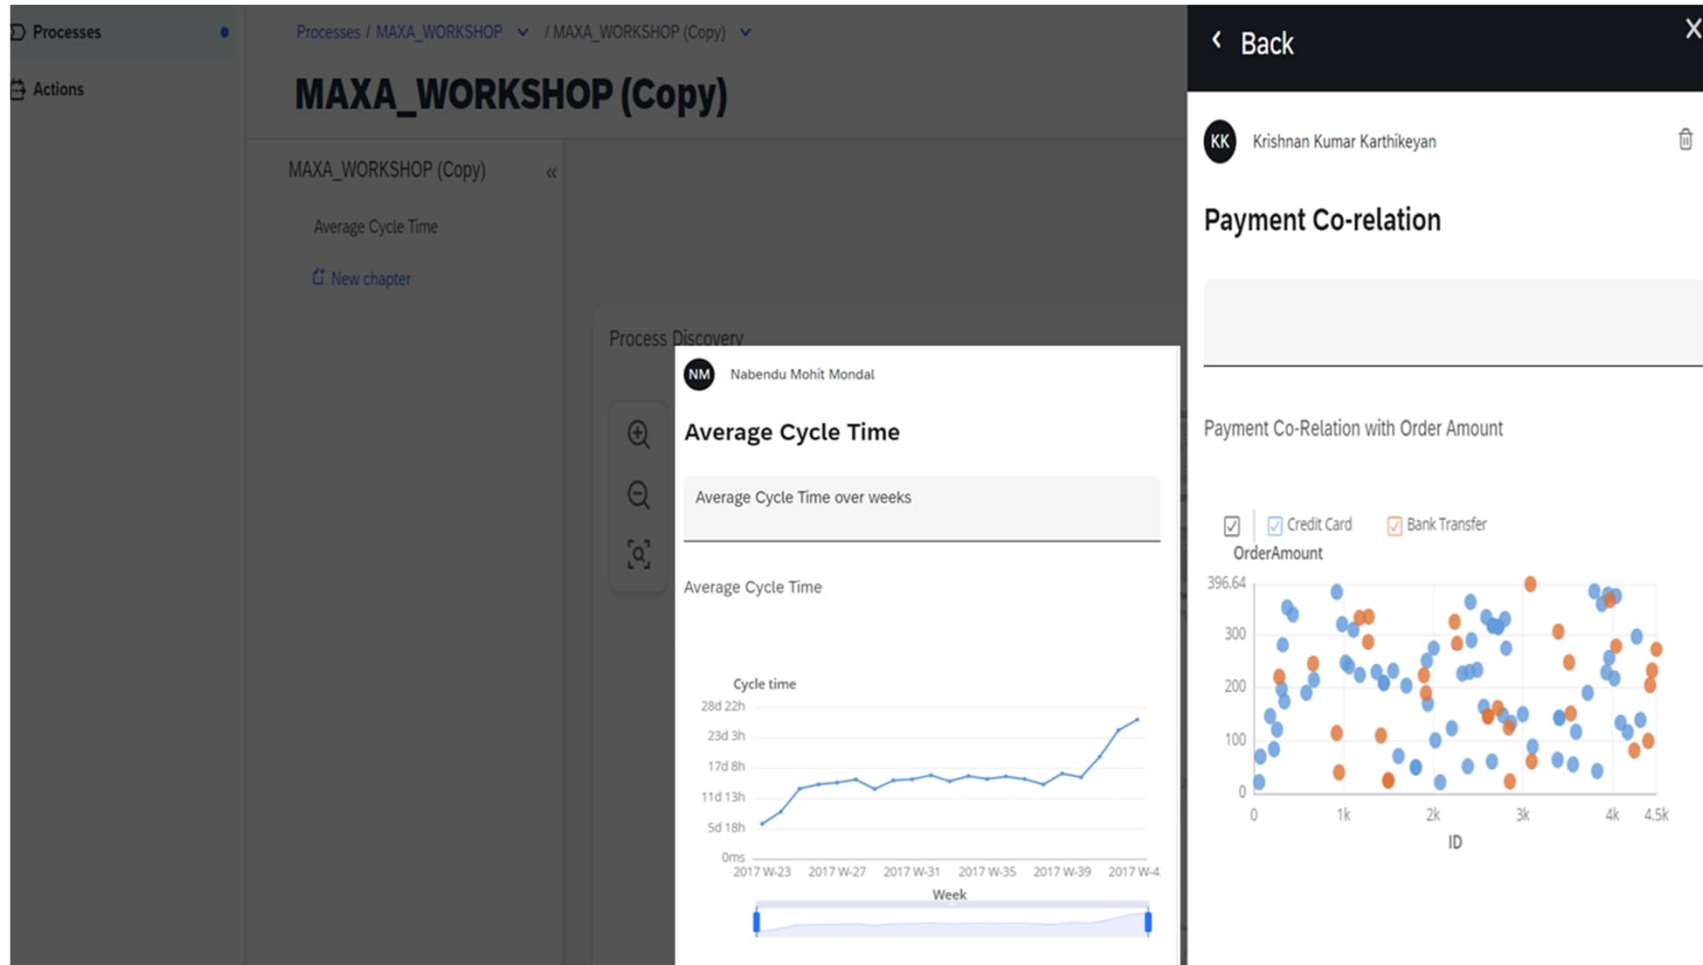 Processes
Actions
Processes / MAXA_WORKSHOP / MAXA_WORKSHOP (Copy)
MAXA_WORKSHOP (Copy)
MAXA_WORKSHOP (Copy) «
Average Cycle Time
New chapter
Process Discovery
NM Nabendu Mohit Mondal
Average Cycle Time
Average Cycle Time over weeks
Average Cycle Time
Cycle time
28d 22h
23d 3h
17d 8h
11d 13h
5d 18h
0ms
2017 W-23 2017 W-27 2017 W-31 2017 W-35 2017 W-39 2017 W-4
Week
Back X
KK Krishnan Kumar Karthikeyan
Payment Co-relation
Payment Co-Relation with Order Amount
Credit Card Bank Transfer
OrderAmount
396.64
300
200
100
0
0 1k 2k 3k 4k 4.5k
ID